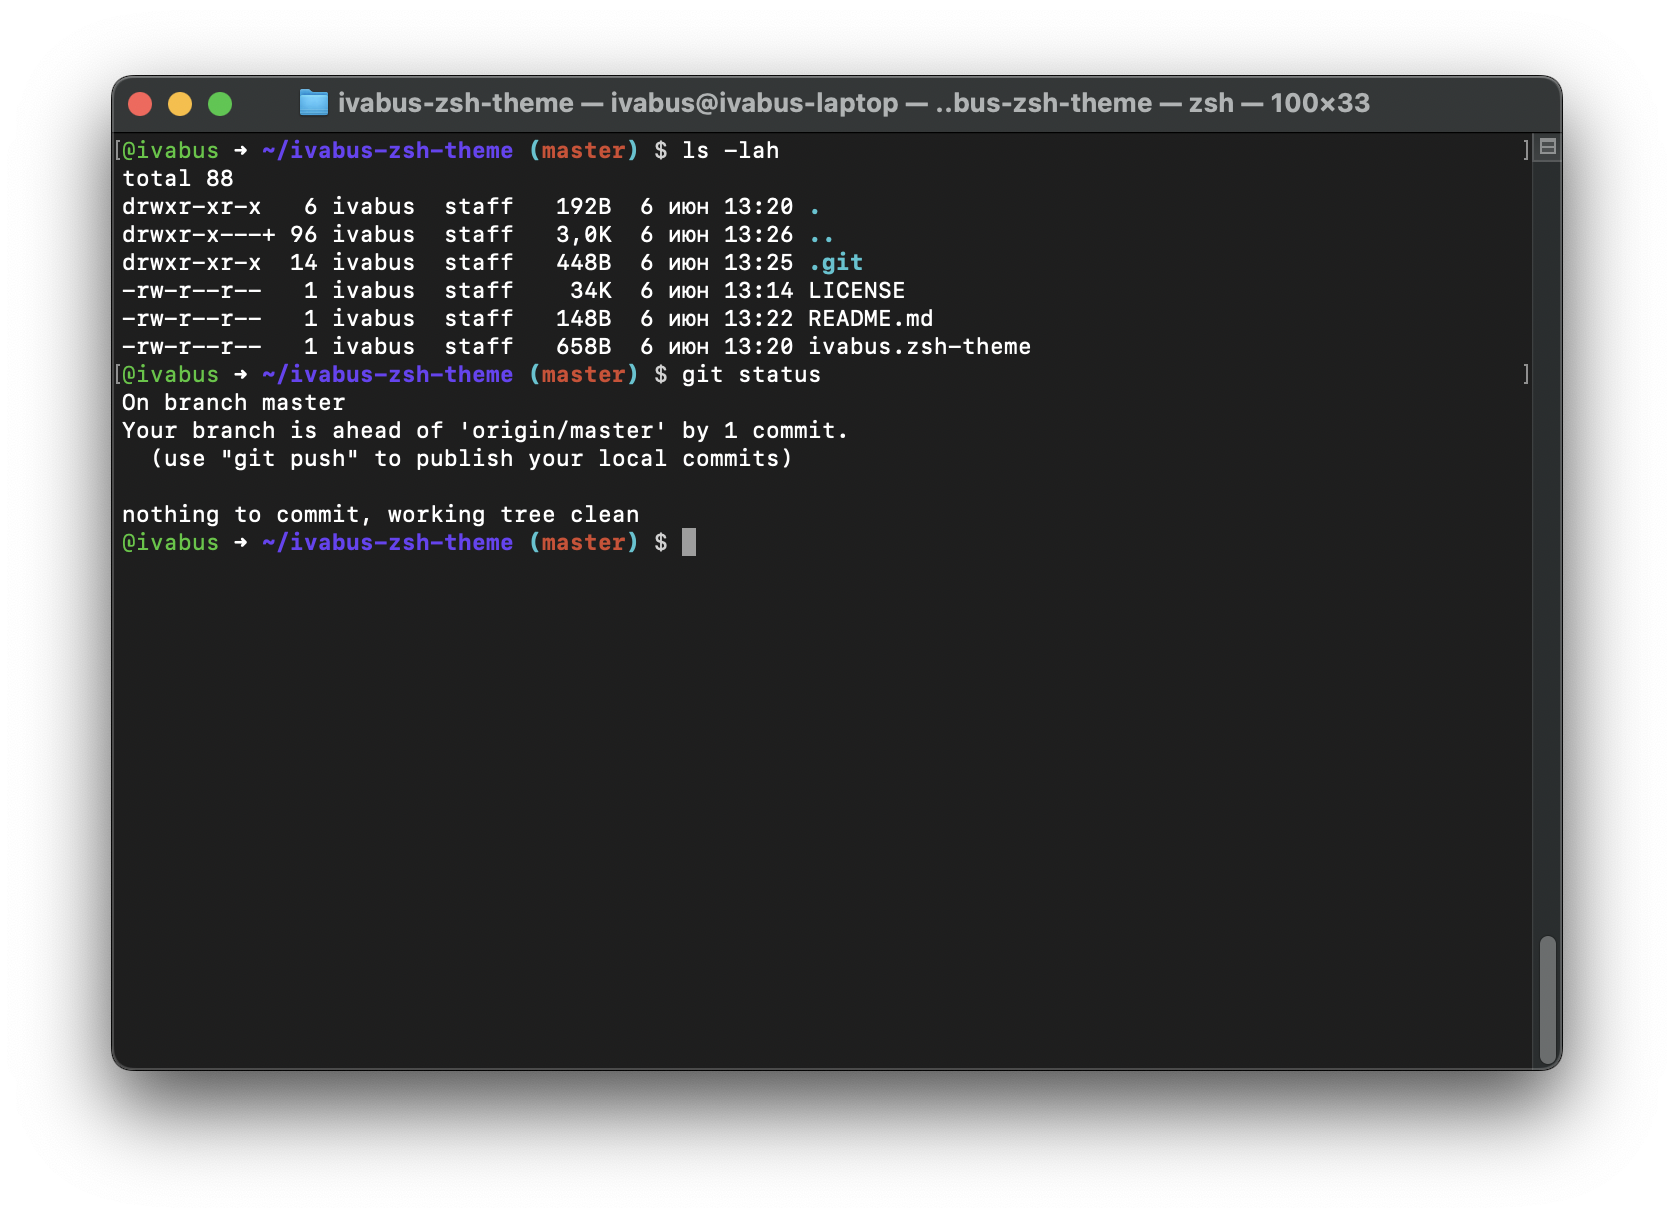 ivabus-zsh-theme — ivabus@ivabus-laptop — ..bus-zsh-theme — zsh — 100×33
[@ivabus ➜ ~/ivabus-zsh-theme (master) $ ls -lah ]
total 88
drwxr-xr-x   6 ivabus  staff   192B  6 июн 13:20 .
drwxr-x---+ 96 ivabus  staff   3,0K  6 июн 13:26 ..
drwxr-xr-x  14 ivabus  staff   448B  6 июн 13:25 .git
-rw-r--r--   1 ivabus  staff    34K  6 июн 13:14 LICENSE
-rw-r--r--   1 ivabus  staff   148B  6 июн 13:22 README.md
-rw-r--r--   1 ivabus  staff   658B  6 июн 13:20 ivabus.zsh-theme
[@ivabus ➜ ~/ivabus-zsh-theme (master) $ git status ]
On branch master
Your branch is ahead of 'origin/master' by 1 commit.
  (use "git push" to publish your local commits)

nothing to commit, working tree clean
@ivabus ➜ ~/ivabus-zsh-theme (master) $